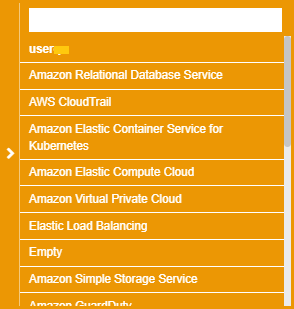 user
Amazon Relational Database Service
AWS CloudTrail
Amazon Elastic Container Service for
Kubernetes
Amazon Elastic Compute Cloud
Amazon Virtual Private Cloud
Elastic Load Balancing
Empty
Amazon Simple Storage Service
Amazon GuardDuty